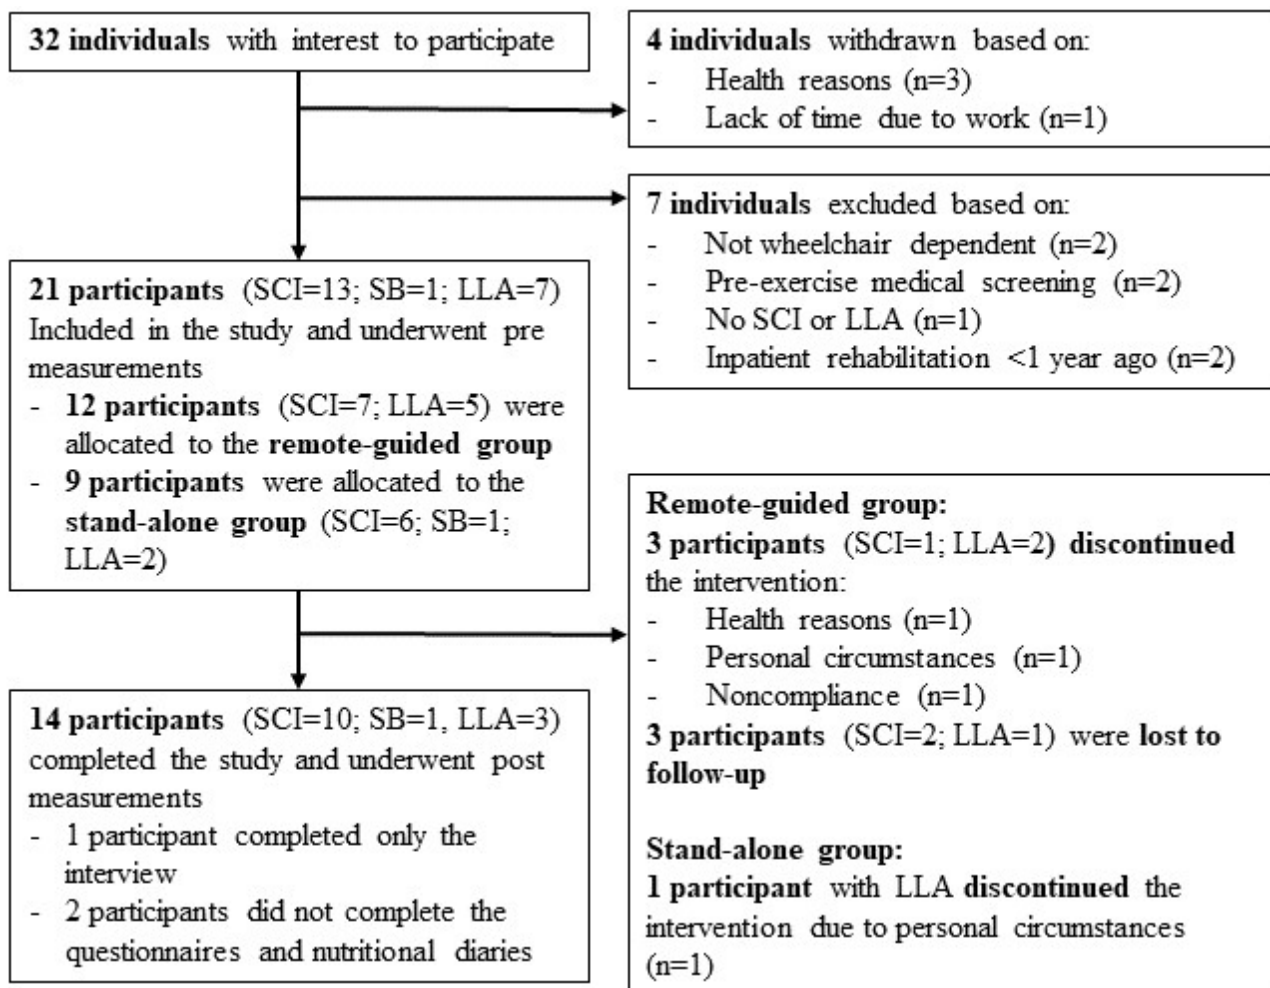 32 individuals with interest to participate
4 individuals withdrawn based on:
- Health reasons (n=3)
- Lack of time due to work (n=1)
7 individuals excluded based on:
- Not wheelchair dependent (n=2)
- Pre-exercise medical screening (n=2)
- No SCI or LLA (n=1)
- Inpatient rehabilitation <1 year ago (n=2)
21 participants (SCI=13; SB=1; LLA=7)
Included in the study and underwent pre
measurements
- 12 participants (SCI=7; LLA=5) were
allocated to the remote-guided group
- 9 participants were allocated to the
stand-alone group (SCI=6; SB=1;
LLA=2)
Remote-guided group:
3 participants (SCI=1; LLA=2) discontinued
the intervention:
- Health reasons (n=1)
- Personal circumstances (n=1)
- Noncompliance (n=1)
3 participants (SCI=2; LLA=1) were lost to
follow-up
Stand-alone group:
1 participant with LLA discontinued the
intervention due to personal circumstances
(n=1)
14 participants (SCI=10; SB=1, LLA=3)
completed the study and underwent post
measurements
- 1 participant completed only the
interview
- 2 participants did not complete the
questionnaires and nutritional diaries